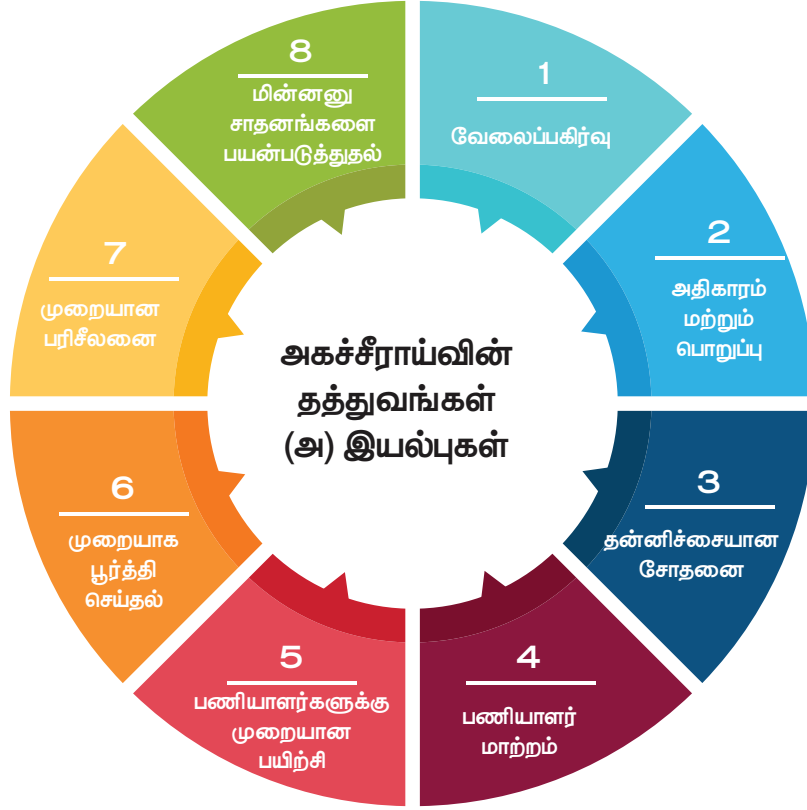 அகச்சீராய்வின்
தத்துவங்கள்
(அ) இயல்புகள்
1
வேலைப்பகிர்வு
2
அதிகாரம்
மற்றும்
பொறுப்பு
3
தன்னிச்சையான
சோதனை
4
பணியாளர்
மாற்றம்
5
பணியாளர்களுக்கு
முறையான
பயிற்சி
6
முறையாக
பூர்த்தி
செய்தல்
7
முறையான
பரிசீலனை
8
மின்னனு
சாதனங்களை
பயன்படுத்துதல்